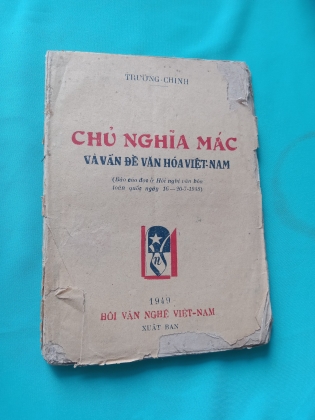 TRƯỜNG-CHINH
CHỦ NGHĨA MÁC
VÀ VẤN ĐỀ VĂN HÓA VIỆT-NAM
(Báo cáo đọc ở Hội nghị văn hóa
toàn quốc ngày 16—20-7-1948)
1949
HỘI VĂN NGHỆ VIỆT-NAM
XUẤT BẢN